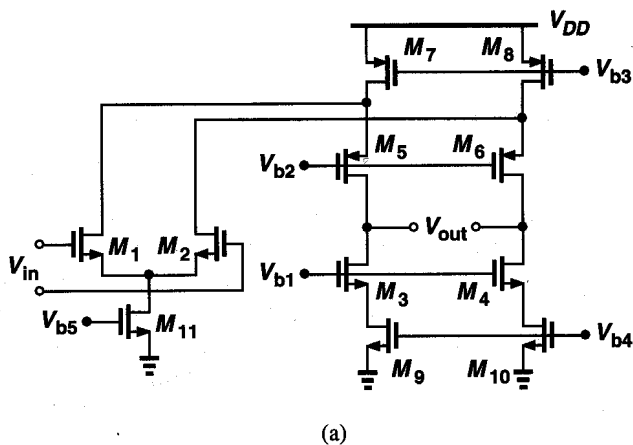 V_DD
M_7 M_8
V_b3
M_5 M_6
V_b2
V_out
M_1 M_2
V_in
V_b1
M_3 M_4
V_b5 M_11
V_b4
M_9 M_10
(a)